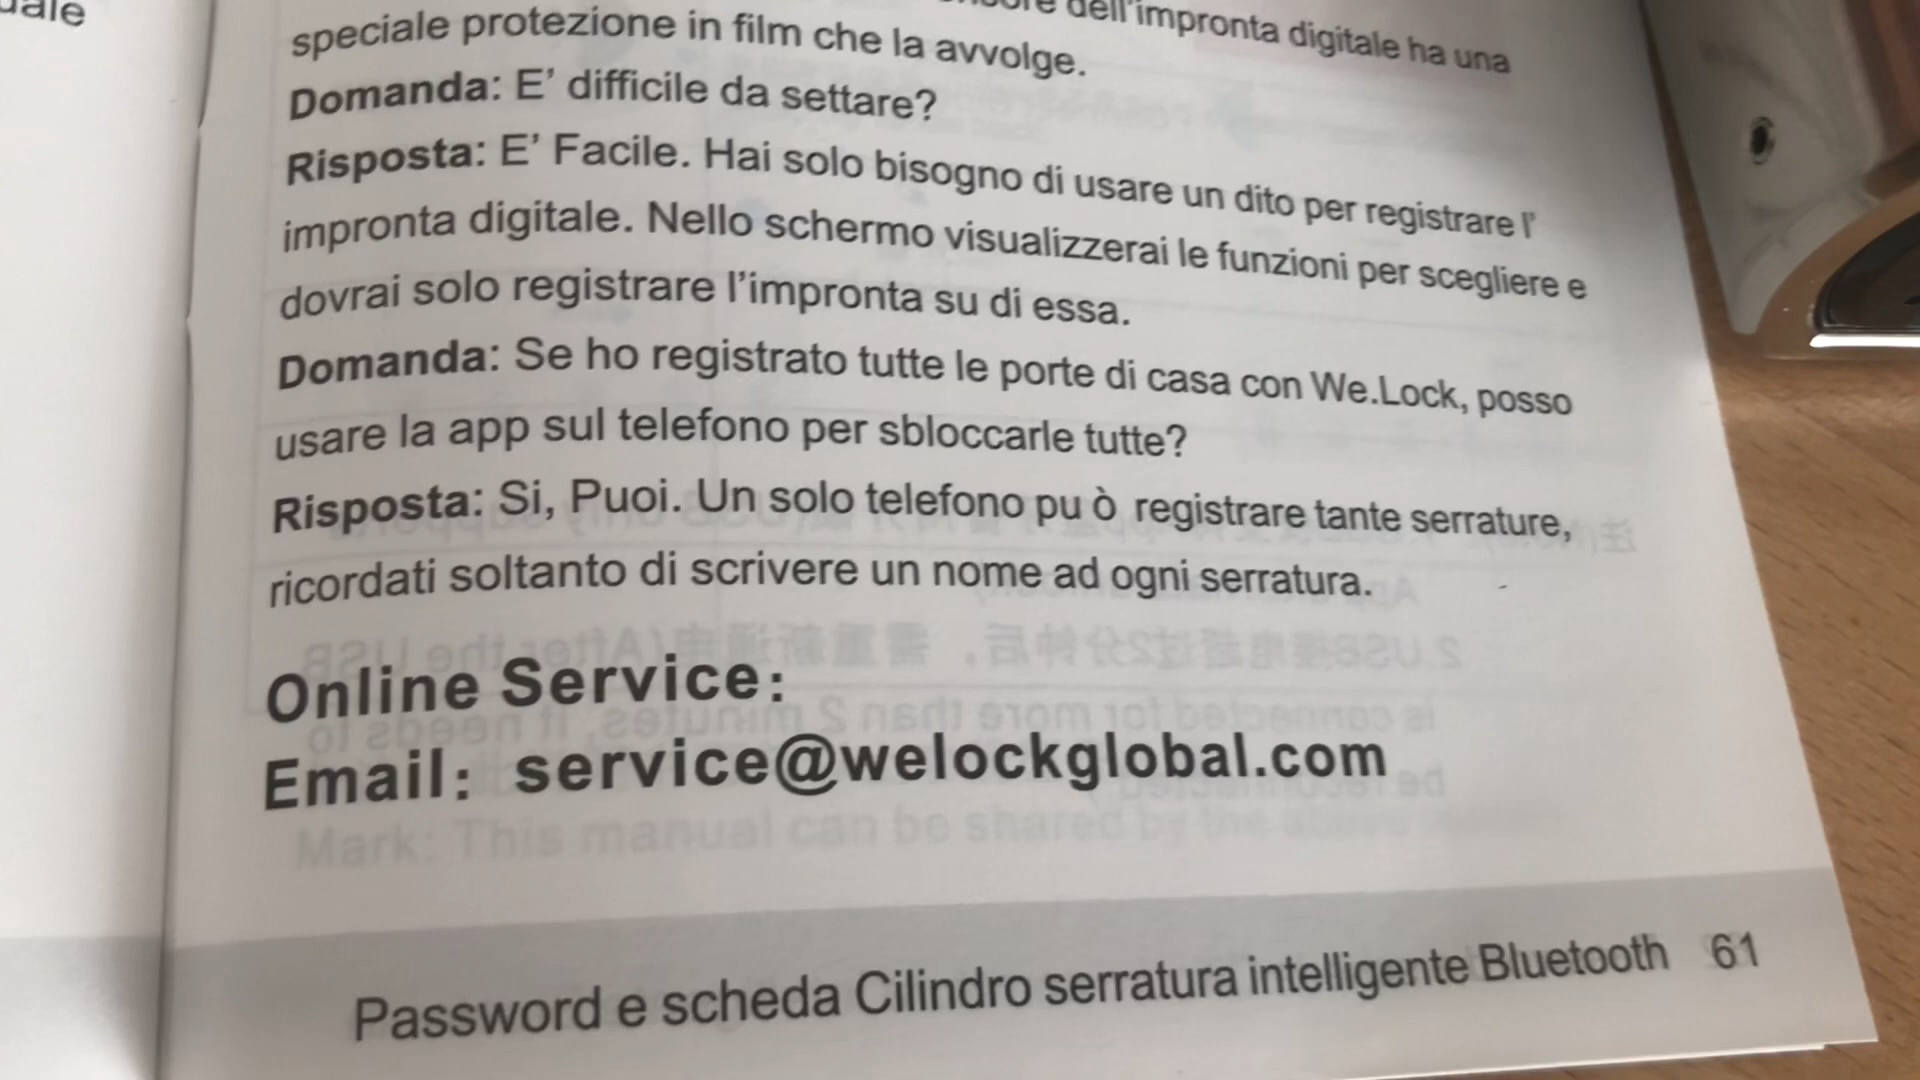 uale
dell'impronta digitale ha una
speciale protezione in film che la avvolge.
Domanda: E' difficile da settare?
Risposta: E' Facile. Hai solo bisogno di usare un dito per registrare l'
impronta digitale. Nello schermo visualizzerai le funzioni per scegliere e
dovrai solo registrare l'impronta su di essa.
Domanda: Se ho registrato tutte le porte di casa con We.Lock, posso
usare la app sul telefono per sbloccarle tutte?
Risposta: Si, Puoi. Un solo telefono pu ò registrare tante serrature,
ricordati soltanto di scrivere un nome ad ogni serratura.
Online Service:
Email: service@welockglobal.com
Password e scheda Cilindro serratura intelligente Bluetooth 61